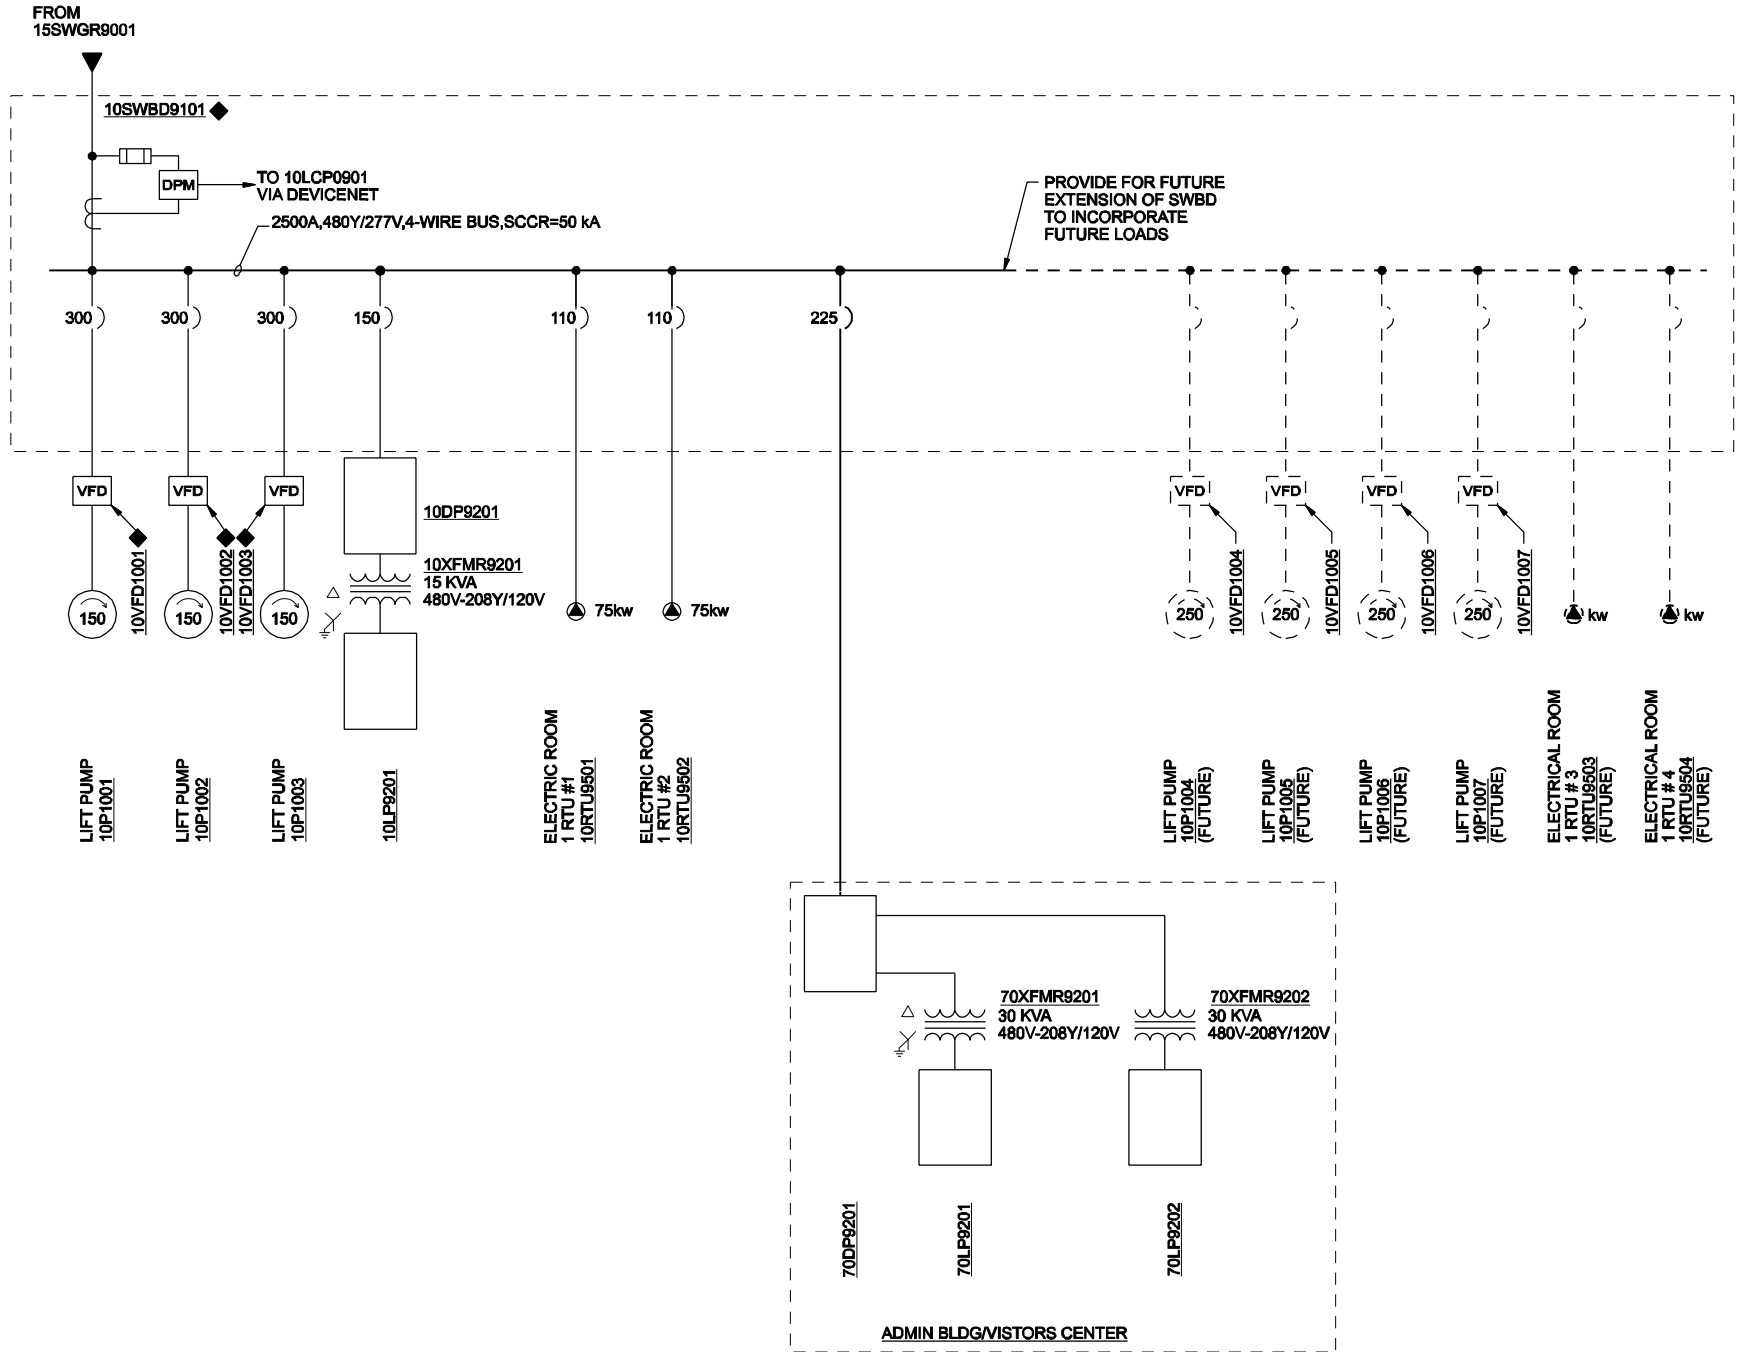 FROM
15SWGR9001
10SWBD9101
DPM
TO 10LCP0901
VIA DEVICENET
2500A,480Y/277V,4-WIRE BUS,SCCR=50 kA
PROVIDE FOR FUTURE
EXTENSION OF SWBD
TO INCORPORATE
FUTURE LOADS
300
300
300
150
110
110
225
VFD
VFD
VFD
VFD
VFD
VFD
VFD
10VFD1001
10VFD1002
10VFD1003
10DP9201
10XFMR9201
15 KVA
480V-208Y/120V
10VFD1004
10VFD1005
10VFD1006
10VFD1007
150
150
150
75kw
75kw
250
250
250
250
kw
kw
LIFT PUMP
10P1001
LIFT PUMP
10P1002
LIFT PUMP
10P1003
10LP9201
ELECTRIC ROOM
1 RTU #1
10RTU9501
ELECTRIC ROOM
1 RTU #2
10RTU9502
LIFT PUMP
10P1004
(FUTURE)
LIFT PUMP
10P1005
(FUTURE)
LIFT PUMP
10P1006
(FUTURE)
LIFT PUMP
10P1007
(FUTURE)
ELECTRICAL ROOM
1 RTU # 3
10RTU9503
(FUTURE)
ELECTRICAL ROOM
1 RTU # 4
10RTU9504
(FUTURE)
70XFMR9201
30 KVA
480V-208Y/120V
70XFMR9202
30 KVA
480V-208Y/120V
70DP9201
70LP9201
70LP9202
ADMIN BLDG/VISTORS CENTER